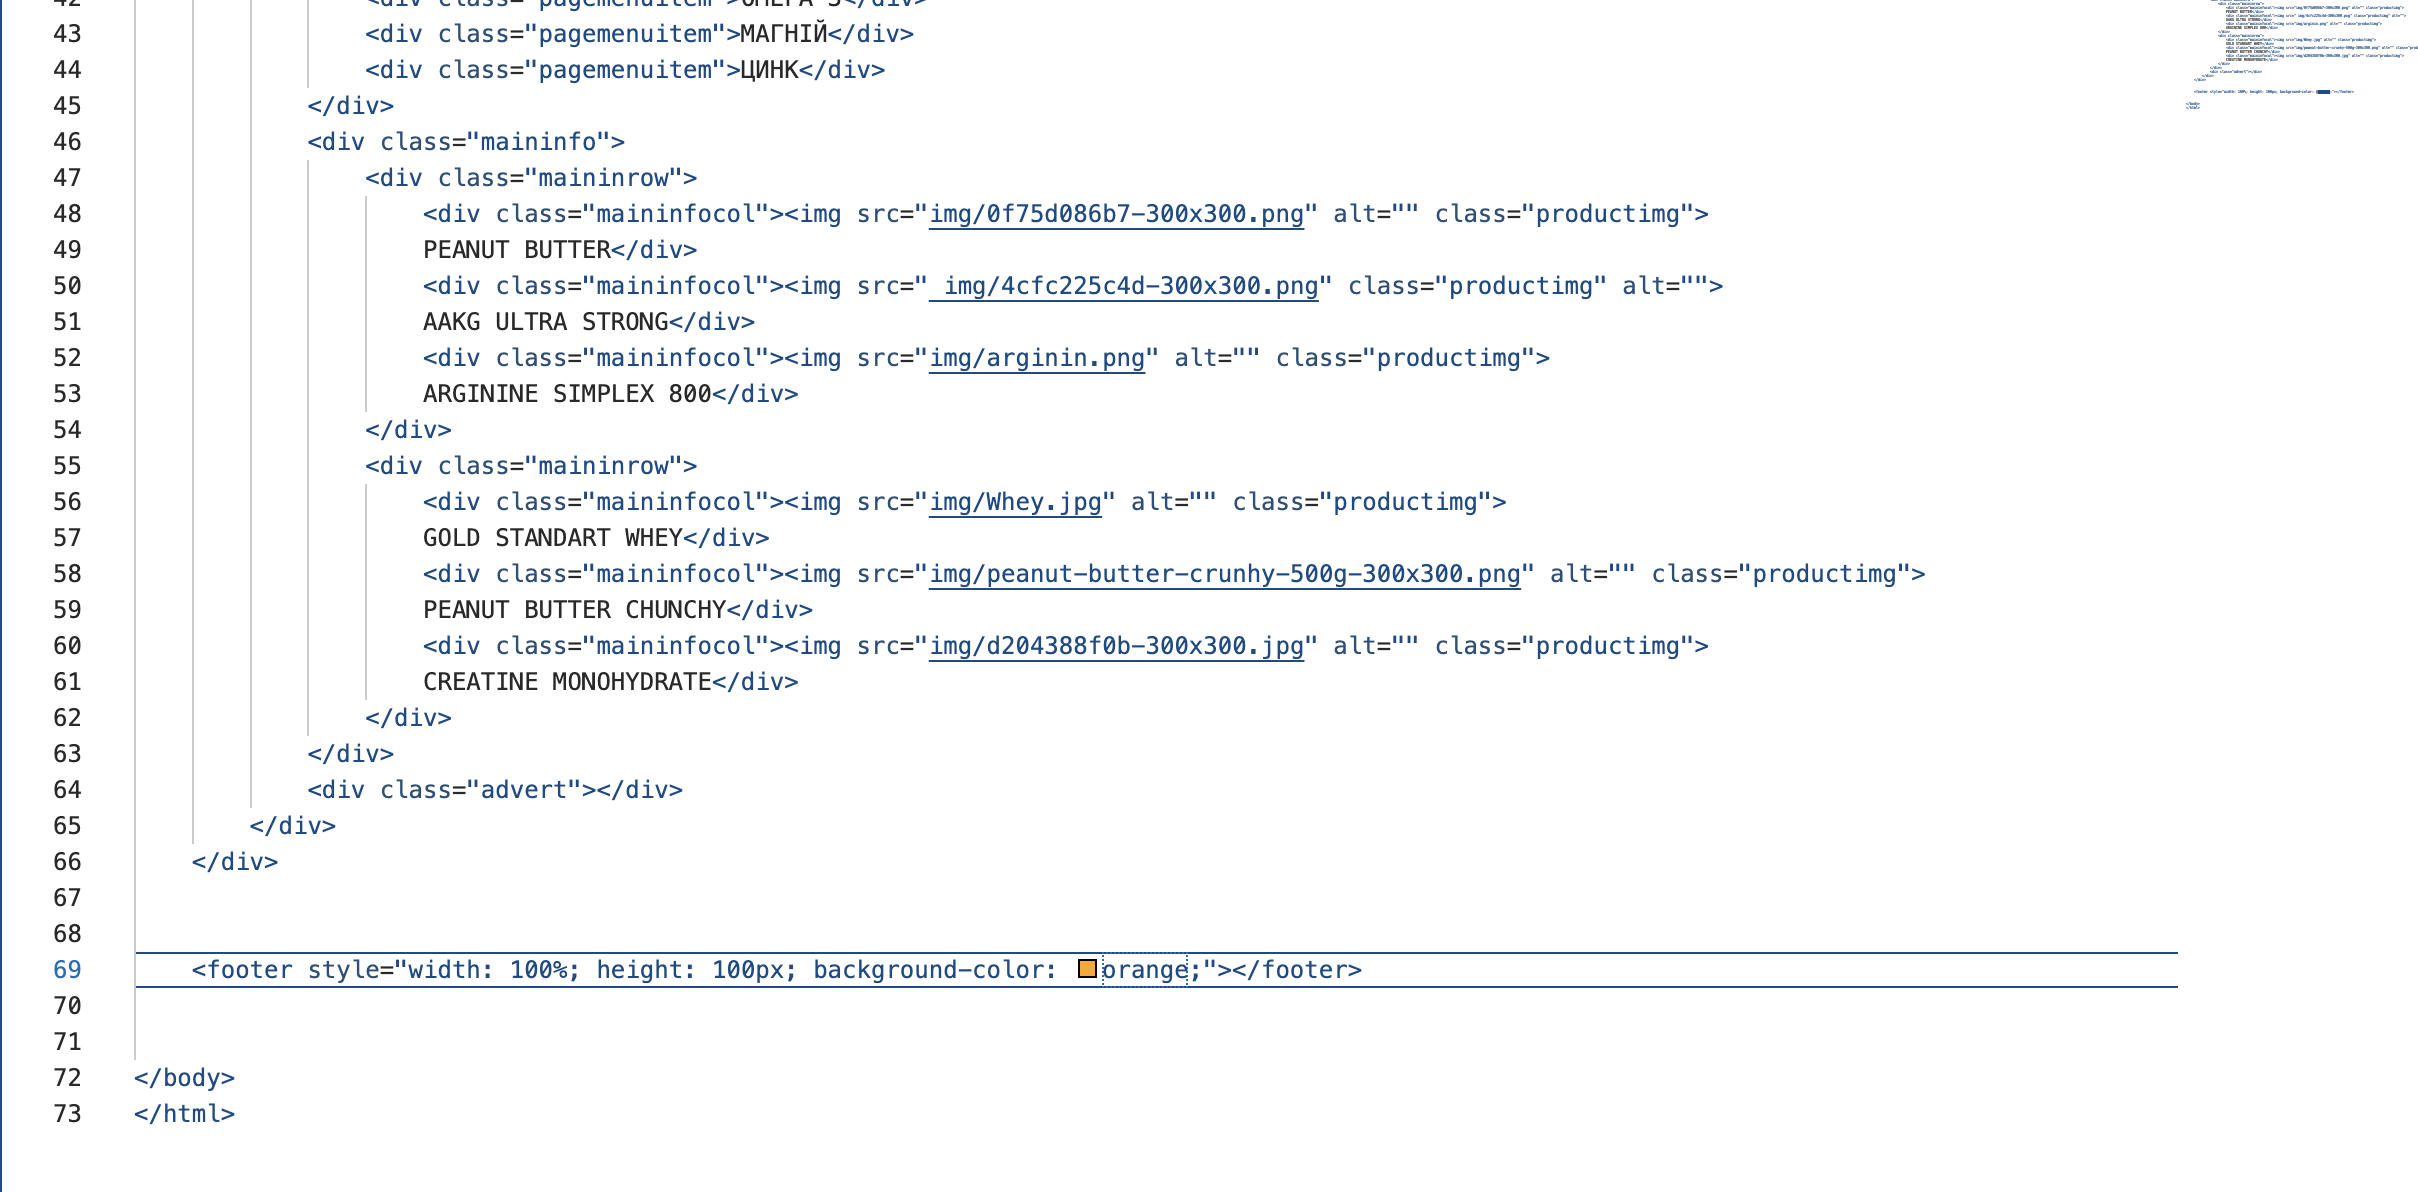 42 <div class="pagemenuitem">ОМЕГА 3</div>
43 <div class="pagemenuitem">МАГНІЙ</div>
44 <div class="pagemenuitem">ЦИНК</div>
45 </div>
46 <div class="maininfo">
47 <div class="maininrow">
48 <div class="maininfocol"><img src="img/0f75d086b7-300x300.png" alt="" class="productimg">
49 PEANUT BUTTER</div>
50 <div class="maininfocol"><img src=" img/4cfc225c4d-300x300.png" class="productimg" alt="">
51 AAKG ULTRA STRONG</div>
52 <div class="maininfocol"><img src="img/arginin.png" alt="" class="productimg">
53 ARGININE SIMPLEX 800</div>
54 </div>
55 <div class="maininrow">
56 <div class="maininfocol"><img src="img/Whey.jpg" alt="" class="productimg">
57 GOLD STANDART WHEY</div>
58 <div class="maininfocol"><img src="img/peanut-butter-crunhy-500g-300x300.png" alt="" class="productimg">
59 PEANUT BUTTER CHUNCHY</div>
60 <div class="maininfocol"><img src="img/d204388f0b-300x300.jpg" alt="" class="productimg">
61 CREATINE MONOHYDRATE</div>
62 </div>
63 </div>
64 <div class="advert"></div>
65 </div>
66 </div>
67
68
69 <footer style="width: 100%; height: 100px; background-color: orange;"></footer>
70
71
72 </body>
73 </html>